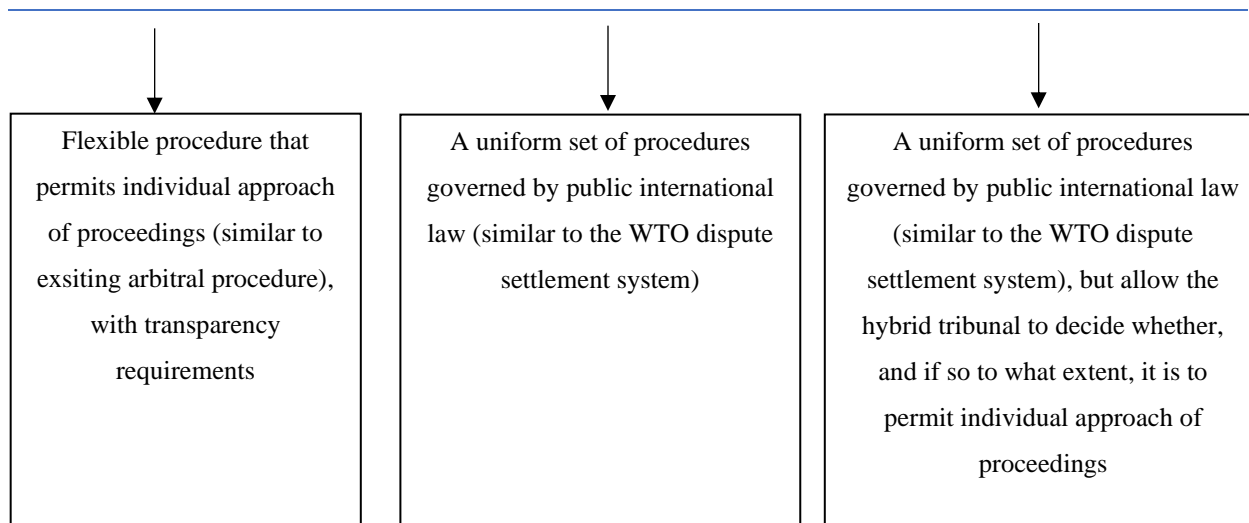 Flexible procedure that
permits individual approach
of proceedings (similar to
exsiting arbitral procedure),
with transparency
requirements
A uniform set of procedures
governed by public international
law (similar to the WTO dispute
settlement system)
A uniform set of procedures
governed by public international law
(similar to the WTO dispute
settlement system), but allow the
hybrid tribunal to decide whether,
and if so to what extent, it is to
permit individual approach of
proceedings